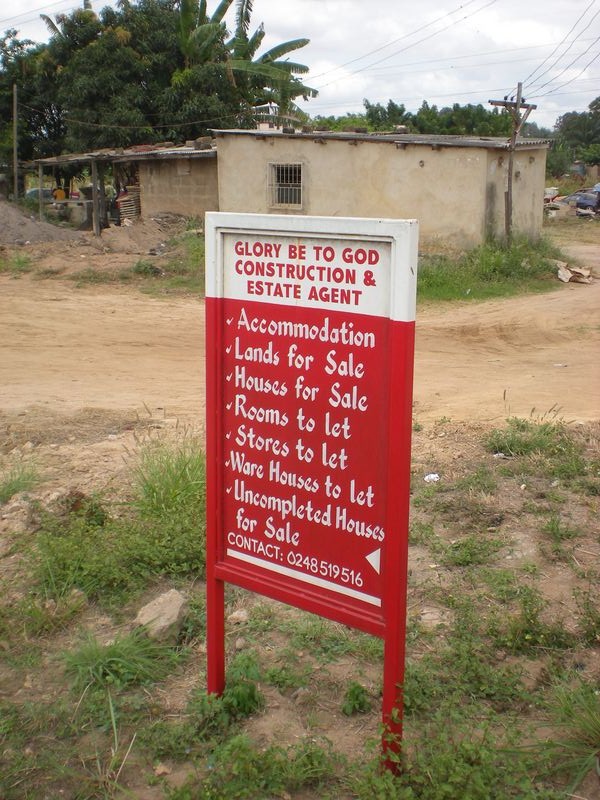 GLORY BE TO GOD
CONSTRUCTION &
ESTATE AGENT
✓ Accommodation
✓ Lands for Sale
✓ Houses for Sale
✓ Rooms to let
✓ Stores to let
✓ Ware Houses to let
✓ Uncompleted Houses
for Sale
CONTACT: 0248519516